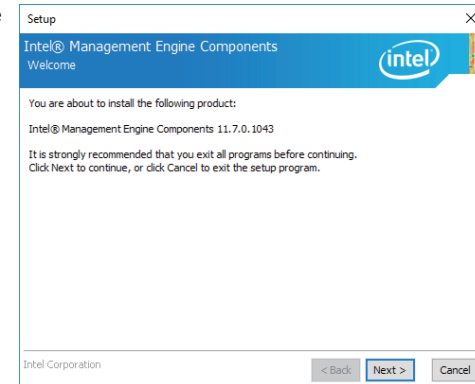 e
Setup
Intel® Management Engine Components
Welcome
intel
You are about to install the following product:
Intel® Management Engine Components 11.7.0.1043
It is strongly recommended that you exit all programs before continuing.
Click Next to continue, or click Cancel to exit the setup program.
Intel Corporation
< Back
Next >
Cancel